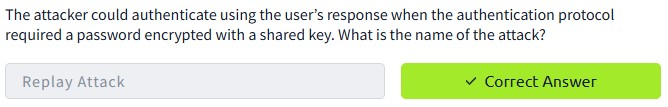 The attacker could authenticate using the user’s response when the authentication protocol
required a password encrypted with a shared key. What is the name of the attack?
Replay Attack
✓ Correct Answer